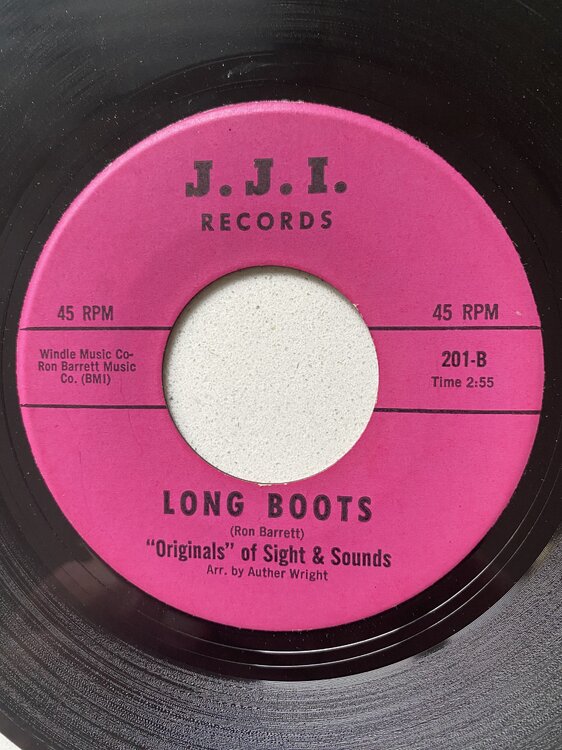 J. J. I.
RECORDS
45 RPM
45 RPM
Windle Music Co-
Ron Barrett Music
Co. (BMI)
201-B
Time 2:55
LONG BOOTS
(Ron Barrett)
"Originals" of Sight & Sounds
Arr. by Auther Wright